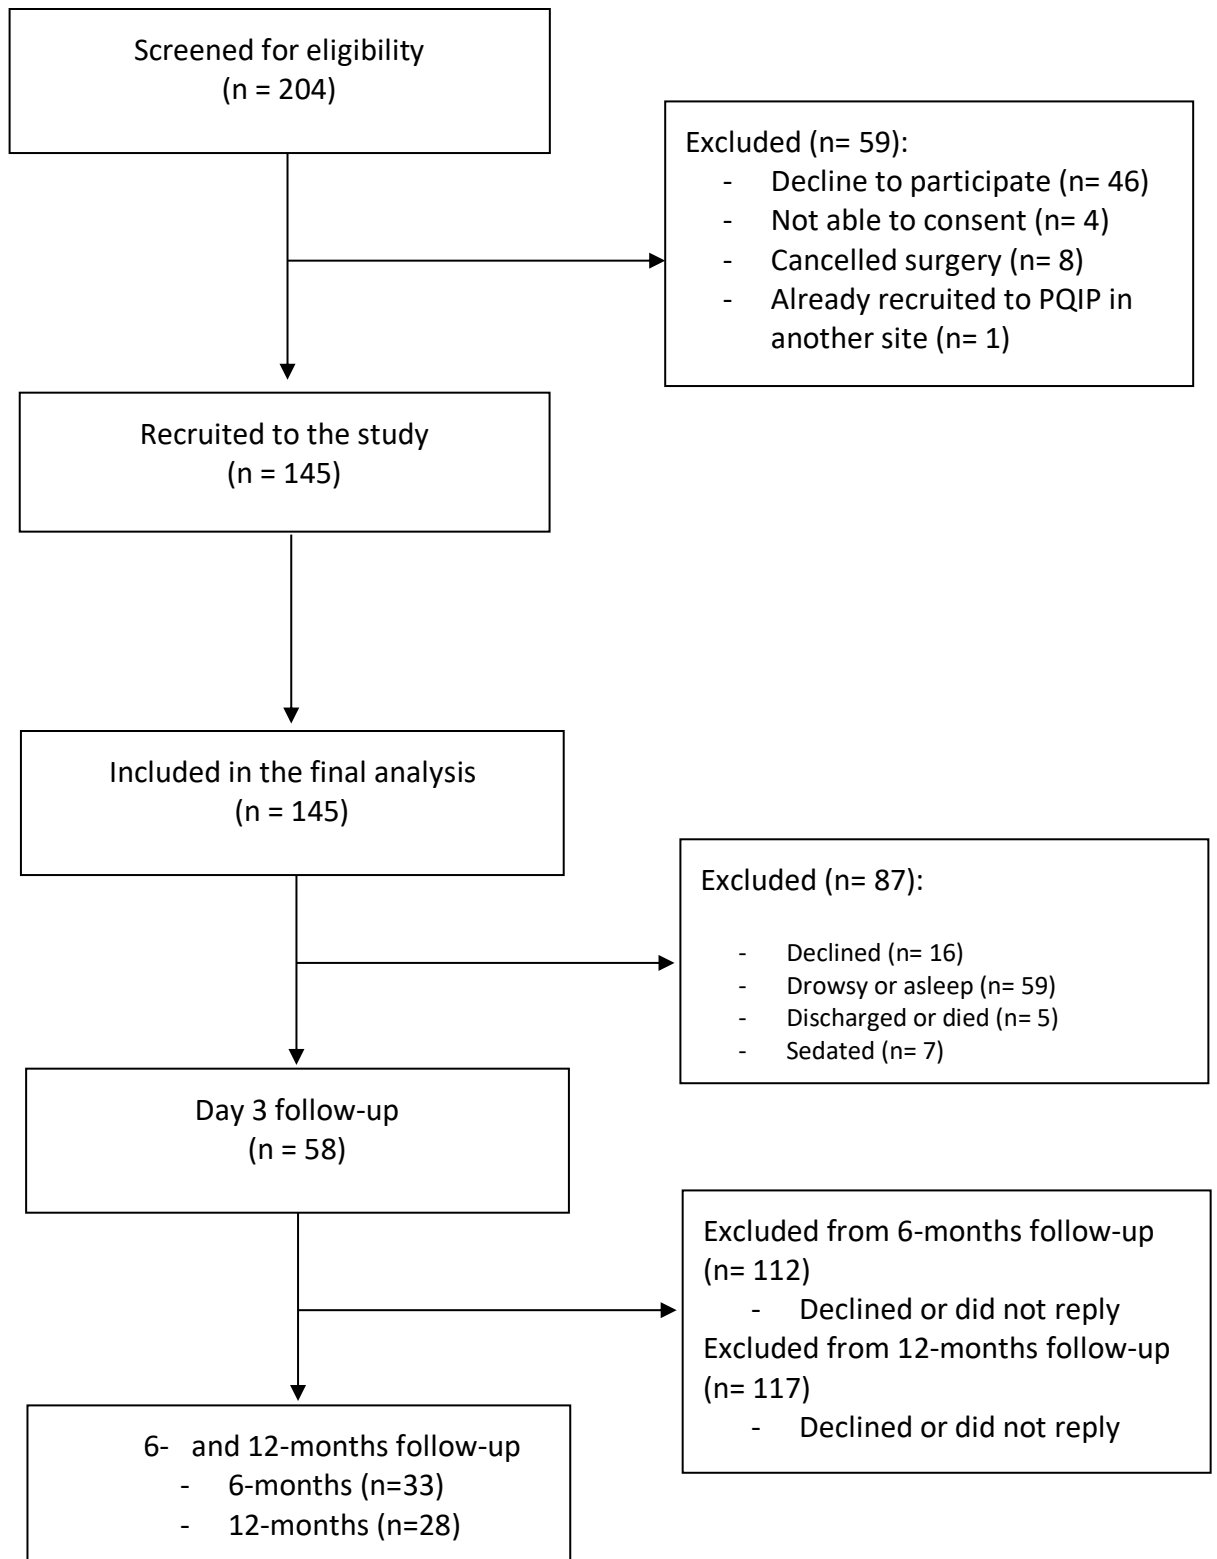 Screened for eligibility
(n = 204)
Excluded (n= 59):
- Decline to participate (n= 46)
- Not able to consent (n= 4)
- Cancelled surgery (n= 8)
- Already recruited to PQIP in
another site (n= 1)
Recruited to the study
(n = 145)
Included in the final analysis
(n = 145)
Excluded (n= 87):
- Declined (n= 16)
- Drowsy or asleep (n= 59)
- Discharged or died (n= 5)
- Sedated (n= 7)
Day 3 follow-up
(n = 58)
Excluded from 6-months follow-up
(n= 112)
- Declined or did not reply
Excluded from 12-months follow-up
(n= 117)
- Declined or did not reply
6- and 12-months follow-up
- 6-months (n=33)
- 12-months (n=28)